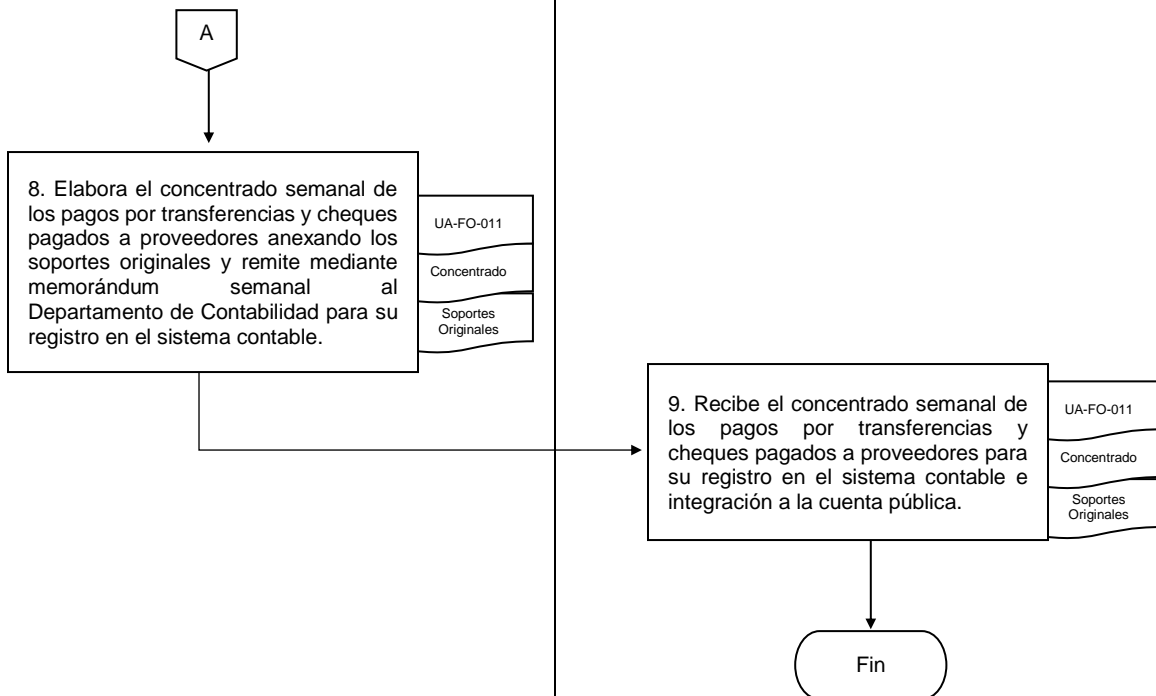 A
8. Elabora el concentrado semanal de
los pagos por transferencias y cheques
pagados a proveedores anexando los
soportes originales y remite mediante
memorándum semanal al
Departamento de Contabilidad para su
registro en el sistema contable.
UA-FO-011
Concentrado
Soportes
Originales
9. Recibe el concentrado semanal de
los pagos por transferencias y
cheques pagados a proveedores para
su registro en el sistema contable e
integración a la cuenta pública.
UA-FO-011
Concentrado
Soportes
Originales
Fin